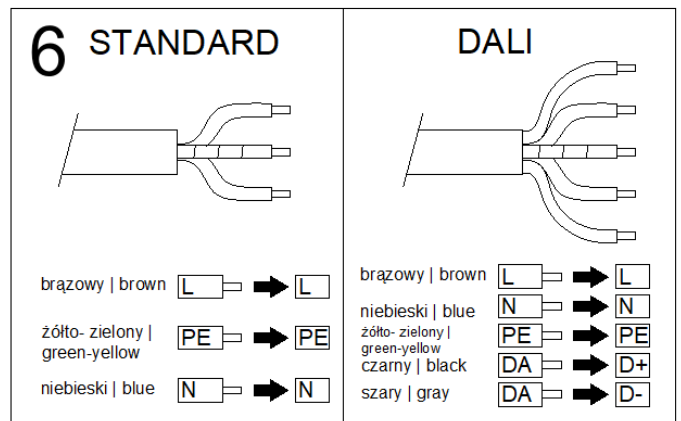 6 STANDARD
brązowy | brown L L
żółto- zielony |
green-yellow PE PE
niebieski | blue N N
DALI
brązowy | brown L L
niebieski | blue N N
żółto- zielony |
green-yellow PE PE
czarny | black DA D+
szary | gray DA D-